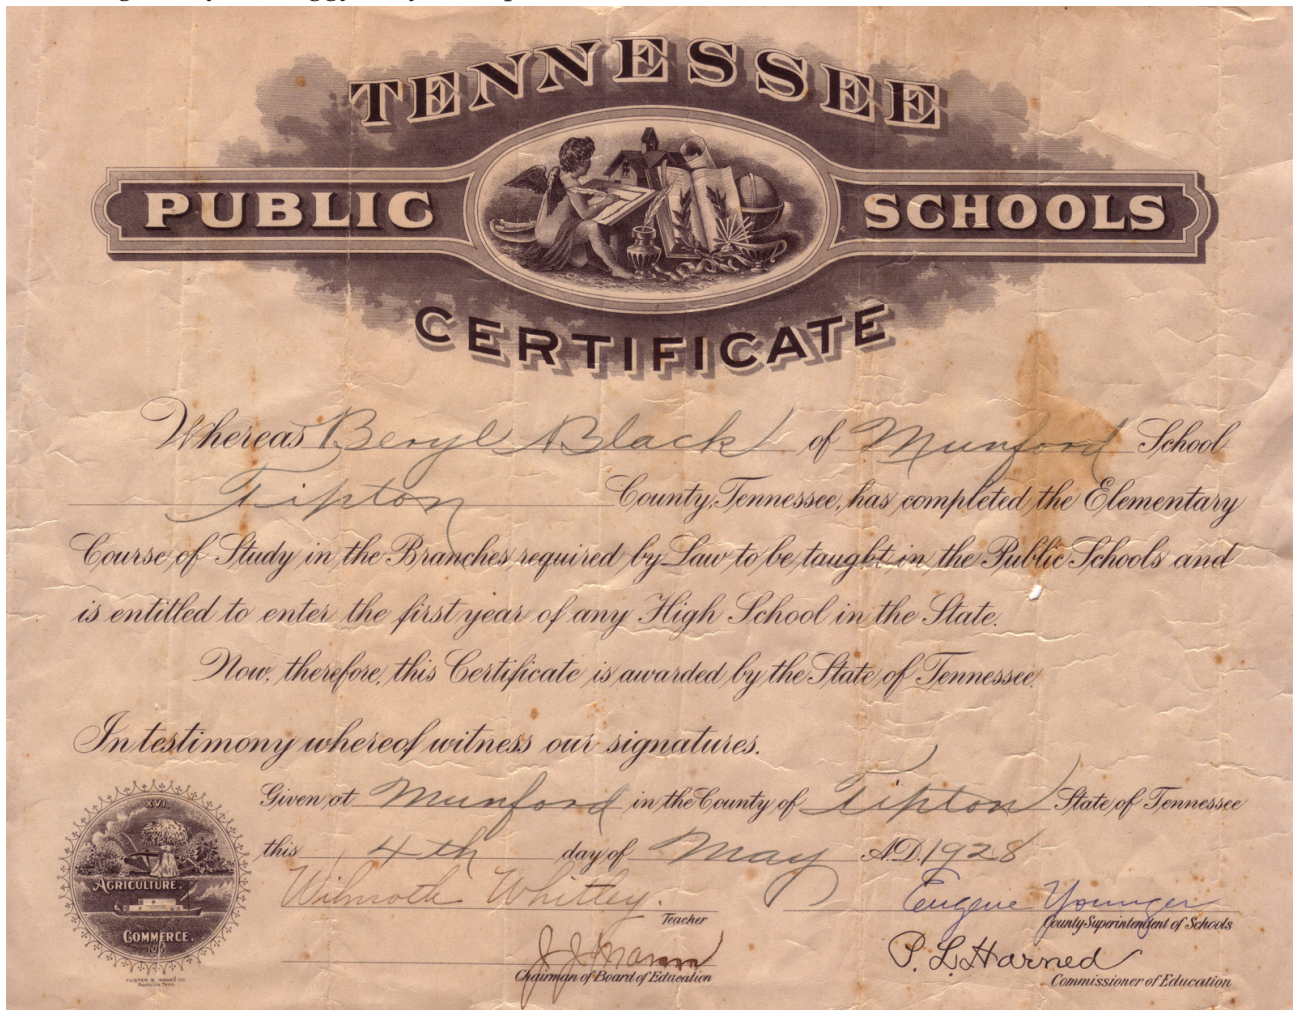 TENNESSEE
PUBLIC SCHOOLS
CERTIFICATE
Whereas Beryl Black of Munford School
Tipton County, Tennessee, has completed the Elementary
Course of Study in the Branches required by Law to be taught in the Public Schools and
is entitled to enter the first year of any High School in the State.
Now, therefore, this Certificate is awarded by the State of Tennessee.
In testimony whereof witness our signatures.
Given at Munford in the County of Tipton State of Tennessee
this 4th day of May A.D. 1928
Wilmoth Whitley. Eugene Younger
Teacher County Superintendent of Schools
J. J. P. L. Harned
Chairman of Board of Education Commissioner of Education
XVI
AGRICULTURE.
COMMERCE.